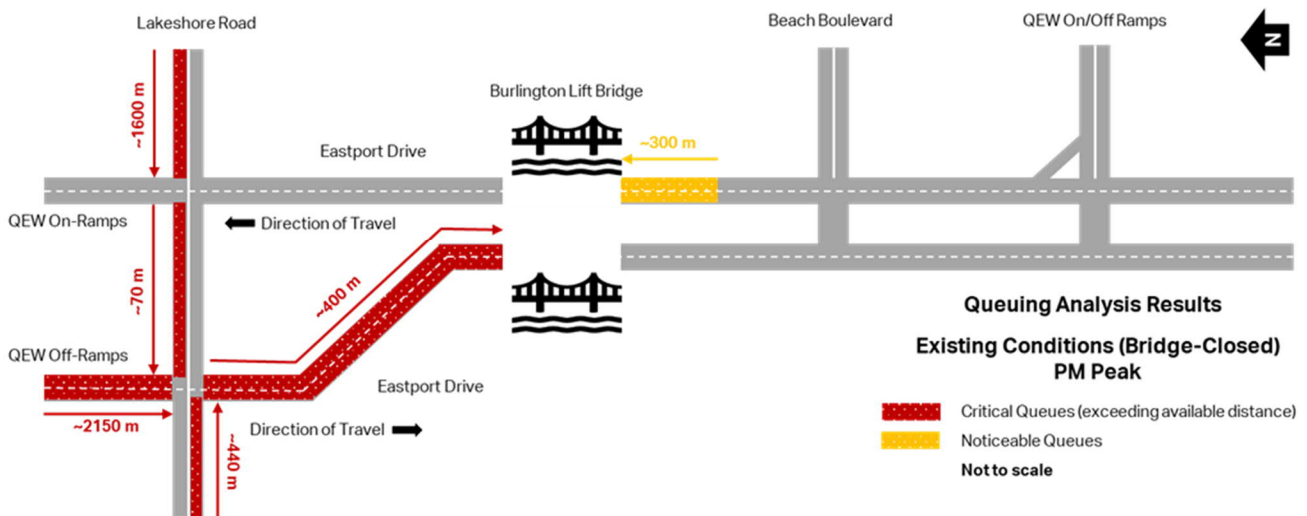 Lakeshore Road
Beach Boulevard
QEW On/Off Ramps
N
Burlington Lift Bridge
~1600 m
~300 m
Eastport Drive
QEW On-Ramps
Direction of Travel
~70 m
~400 m
Queuing Analysis Results
Existing Conditions (Bridge-Closed)
PM Peak
QEW Off-Ramps
Eastport Drive
~2150 m
Direction of Travel
~440 m
Critical Queues (exceeding available distance)
Noticeable Queues
Not to scale